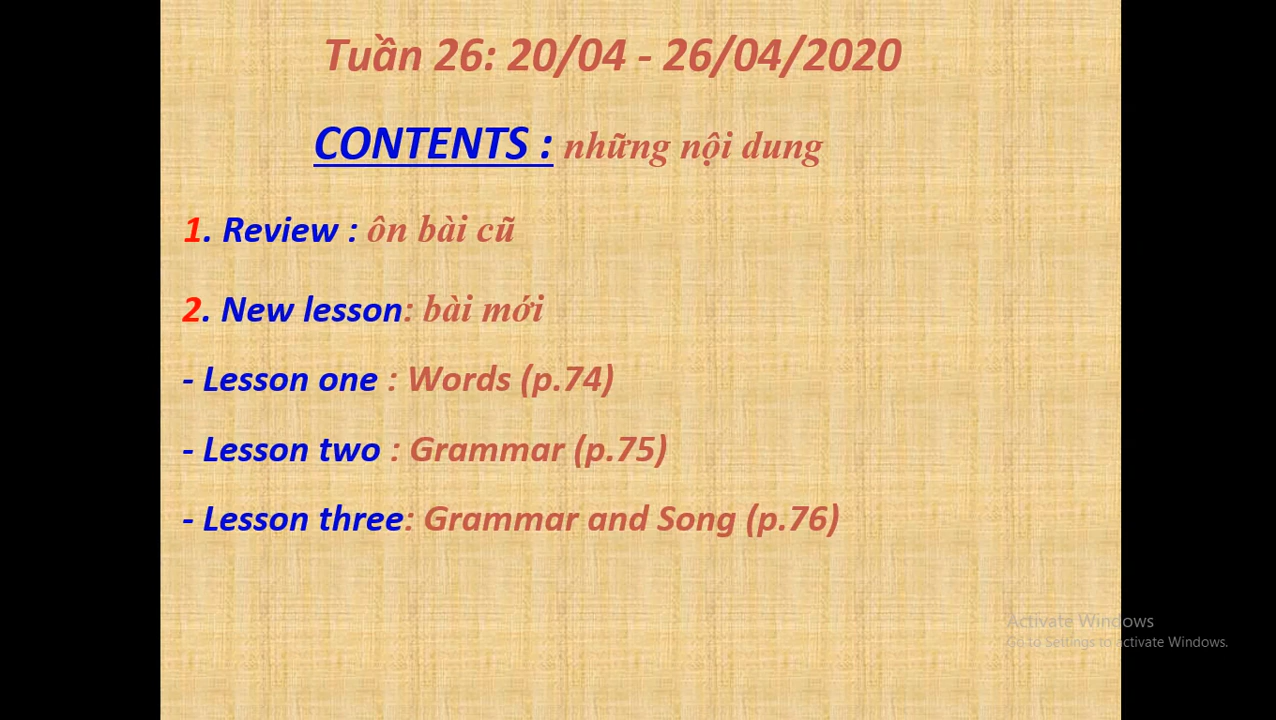 Tuần 26: 20/04 - 26/04/2020
CONTENTS : những nội dung
1. Review : ôn bài cũ
2. New lesson: bài mới
- Lesson one : Words (p.74)
- Lesson two : Grammar (p.75)
- Lesson three: Grammar and Song (p.76)
Activate Windows
Go to Settings to activate Windows.